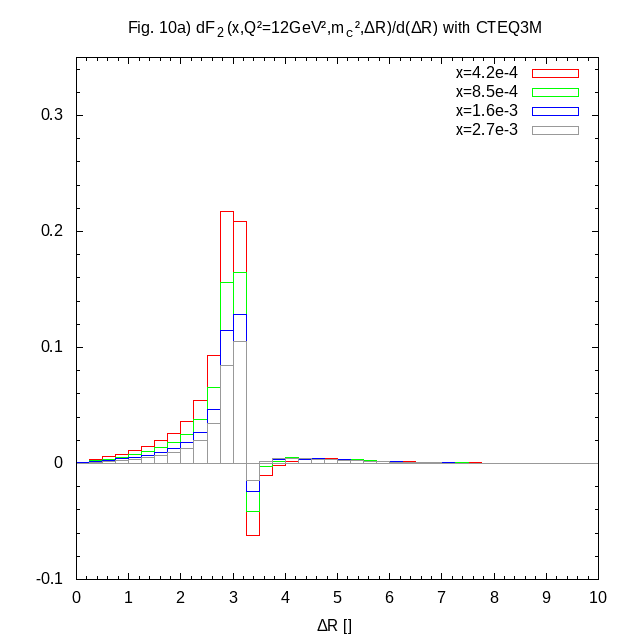 Fig. 10a) dF2(x,Q²=12GeV²,mc²,ΔR)/d(ΔR) with CTEQ3M
x=4.2e-4
x=8.5e-4
x=1.6e-3
x=2.7e-3
0.3
0.2
0.1
0
-0.1
0 1 2 3 4 5 6 7 8 9 10
ΔR []